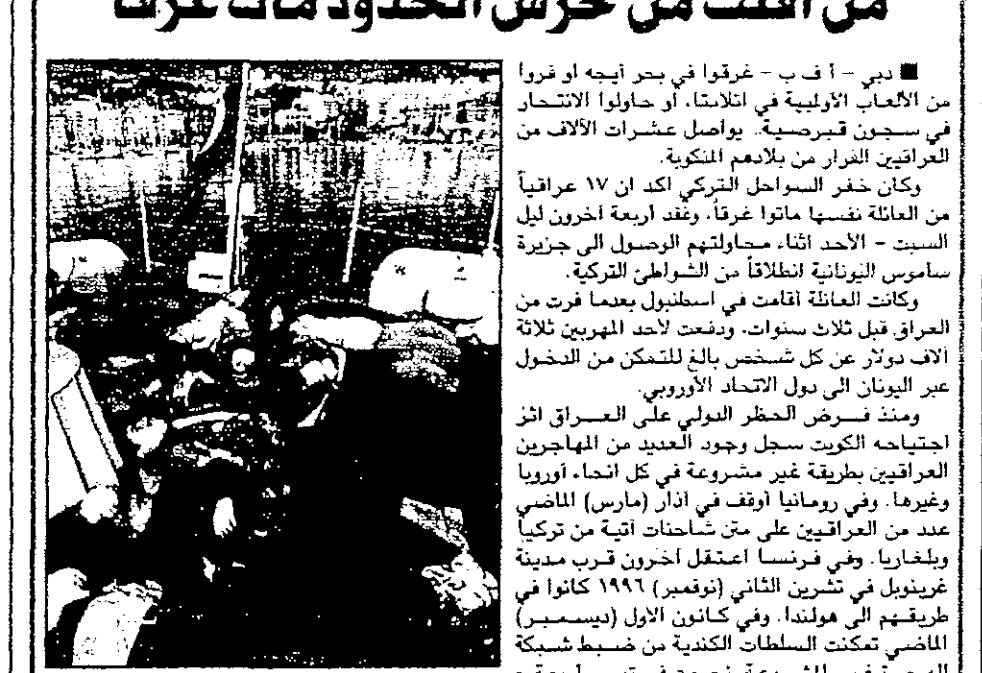 من افلت من حرس الحدود مات غرقا
■ دبي - أ ف ب - غرقوا في بحر أيجه او فروا
من الألعاب الأولمبية في اتلانتا، أو حاولوا الانتحار
في سجون قبرصية.. يواصل عشرات الآلاف من
العراقيين الفرار من بلادهم المنكوبة.
وكان خفر السواحل التركي اكد ان ١٧ عراقياً
من العائلة نفسها ماتوا غرقاً، وفقد أربعة آخرون ليل
السبت - الأحد اثناء محاولتهم الوصول الى جزيرة
ساموس اليونانية انطلاقاً من الشواطئ التركية.
وكانت العائلة أقامت في اسطنبول بعدما فرت من
العراق قبل ثلاث سنوات، ودفعت لأحد المهربين ثلاثة
آلاف دولار عن كل شخص بالغ للتمكن من الدخول
عبر اليونان الى دول الاتحاد الأوروبي.
ومنذ فرض الحظر الدولي على العراق اثر
اجتياحه الكويت سجل وجود العديد من المهاجرين
العراقيين بطريقة غير مشروعة في كل انحاء أوروبا
وغيرها. وفي رومانيا أوقف في آذار (مارس) الماضي
عدد من العراقيين على متن شاحنات آتية من تركيا
وبلغاريا. وفي فرنسا اعتقل آخرون قرب مدينة
غرينوبل في تشرين الثاني (نوفمبر) ١٩٩٦ كانوا في
طريقهم الى هولندا. وفي كانون الاول (ديسمبر)
الماضي تمكنت السلطات الكندية من ضبط شبكة